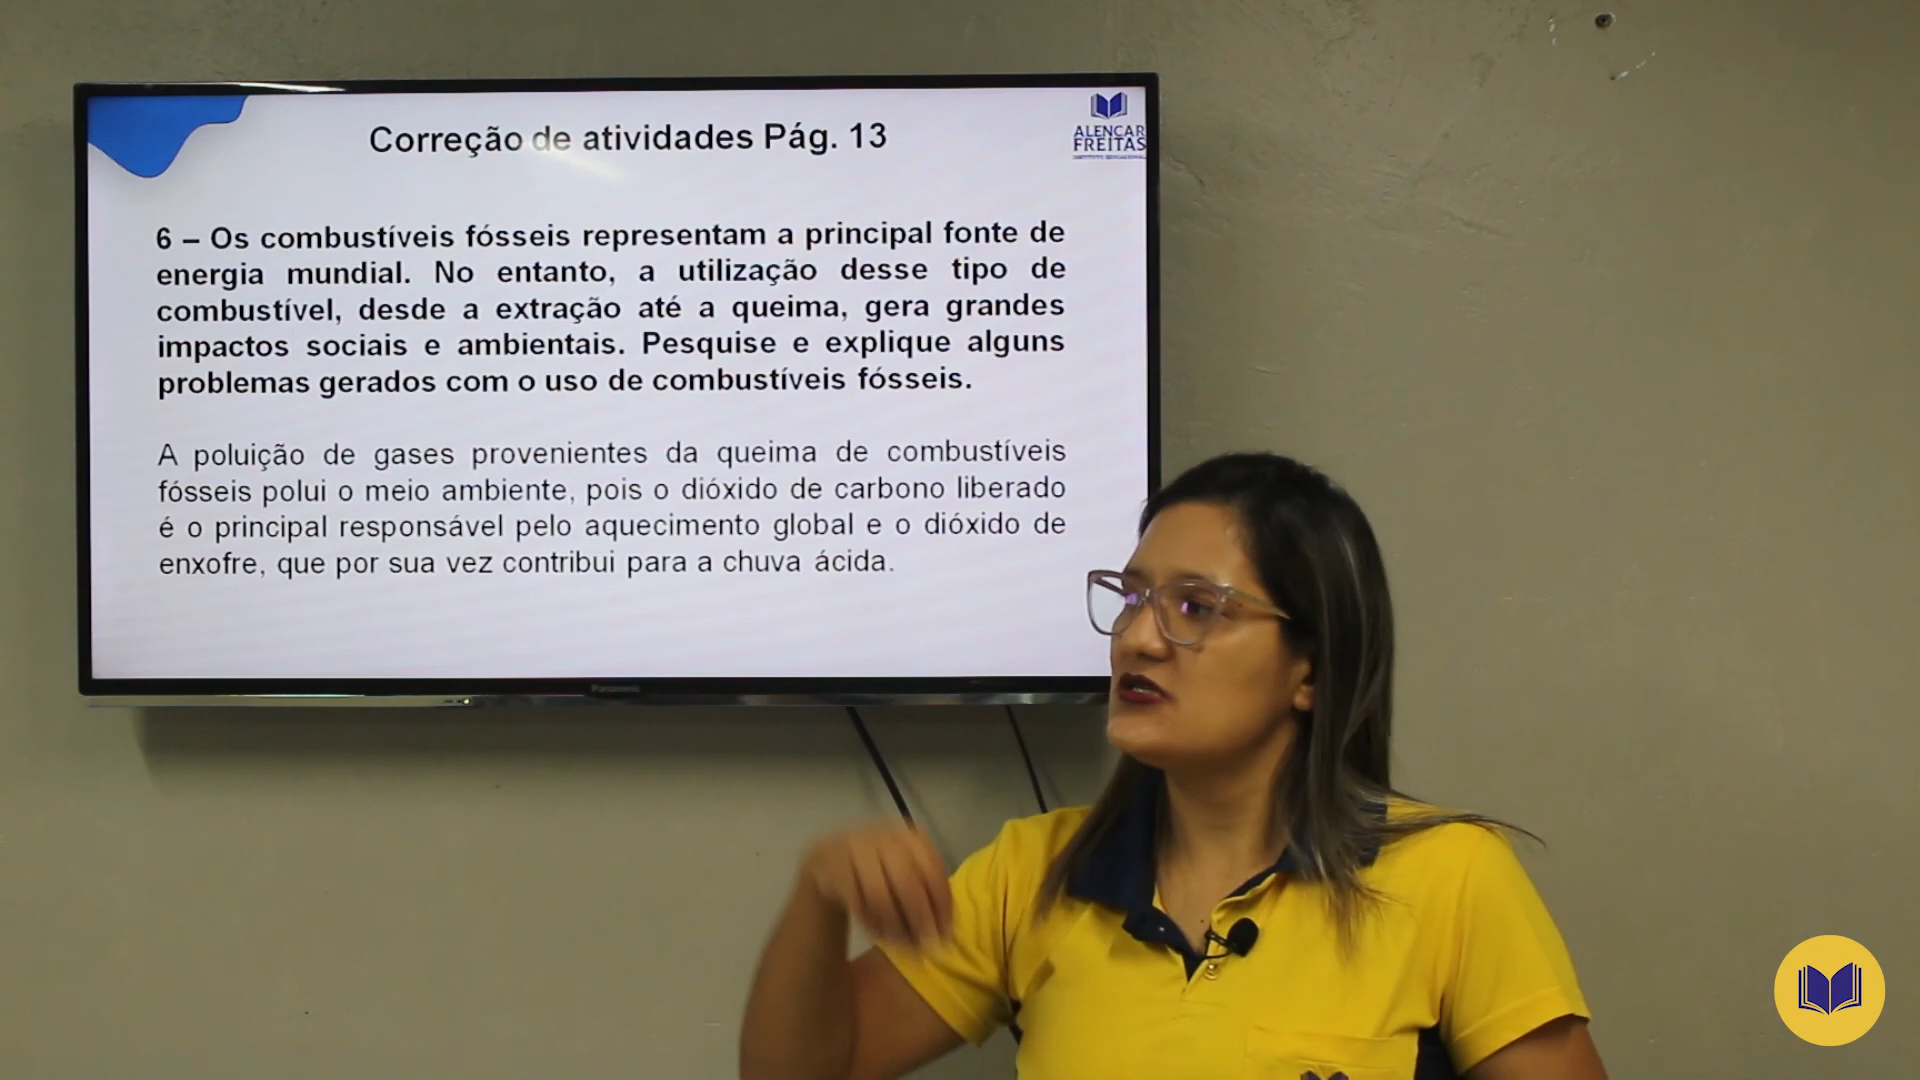 Correção de atividades Pág. 13
ALENCAR
FREITAS
INSTITUTO EDUCACIONAL
6 – Os combustíveis fósseis representam a principal fonte de
energia mundial. No entanto, a utilização desse tipo de
combustível, desde a extração até a queima, gera grandes
impactos sociais e ambientais. Pesquise e explique alguns
problemas gerados com o uso de combustíveis fósseis.
A poluição de gases provenientes da queima de combustíveis
fósseis polui o meio ambiente, pois o dióxido de carbono liberado
é o principal responsável pelo aquecimento global e o dióxido de
enxofre, que por sua vez contribui para a chuva ácida.
Panasonic